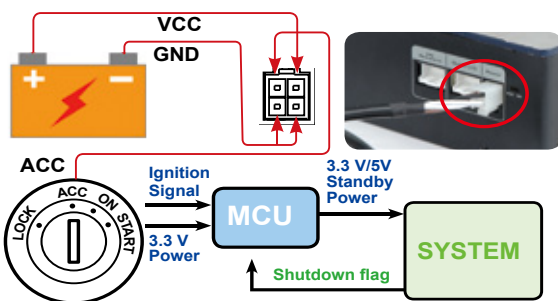 VCC
GND
+ −
ACC
LOCK ACC ON START
Ignition
Signal
3.3 V
Power
MCU
3.3 V/5V
Standby
Power
SYSTEM
Shutdown flag